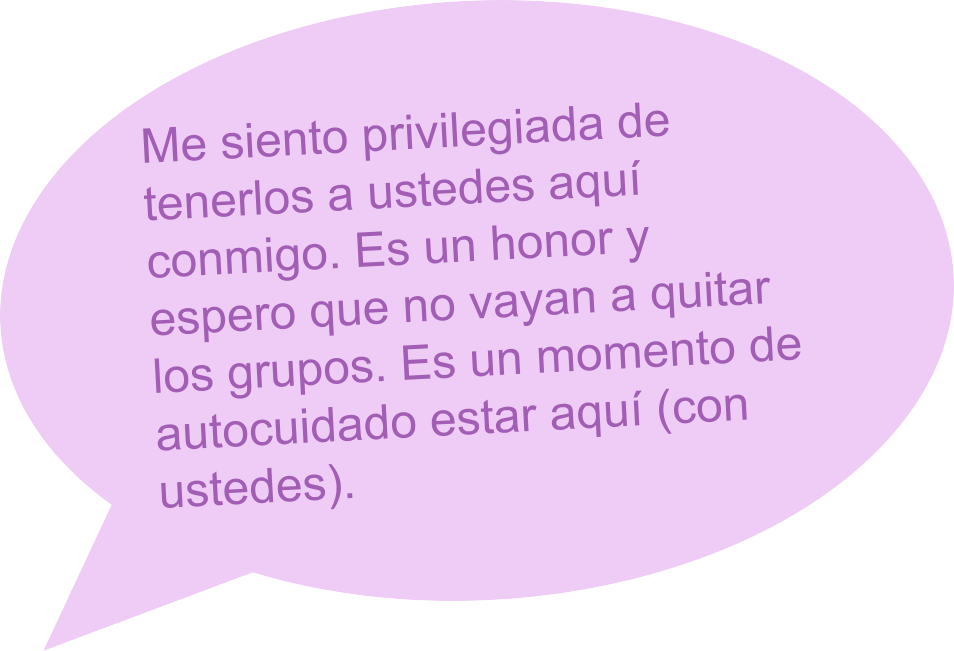 Me siento privilegiada de
tenerlos a ustedes aquí
conmigo. Es un honor y
espero que no vayan a quitar
los grupos. Es un momento de
autocuidado estar aquí (con
ustedes).